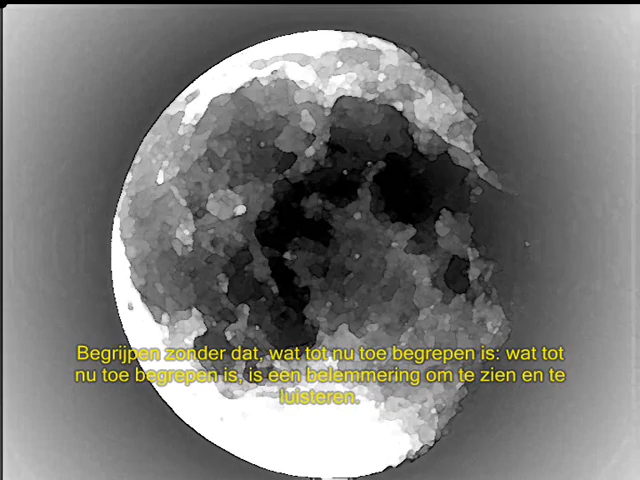 Begrijpen zonder dat, wat tot nu toe begrepen is: wat tot
nu toe begrepen is, is een belemmering om te zien en te
luisteren.